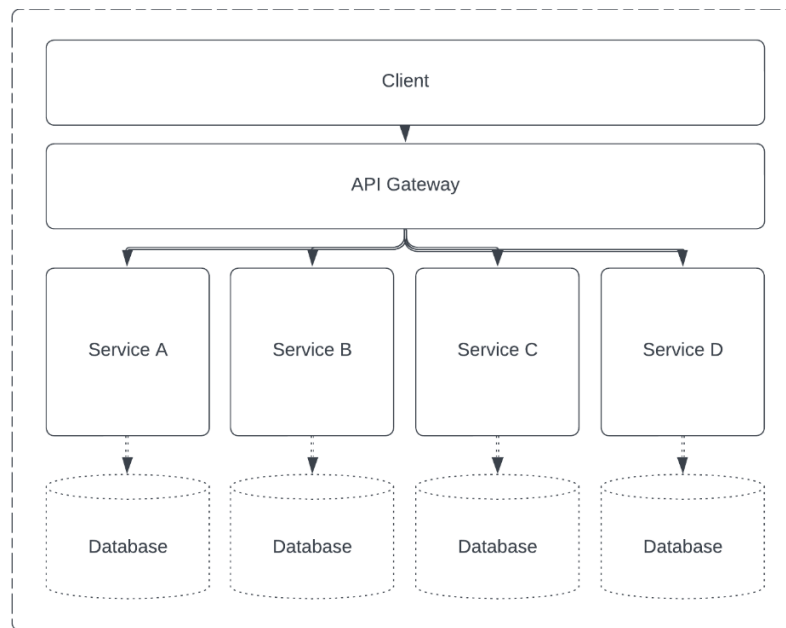 Client
API Gateway
Service A
Service B
Service C
Service D
Database
Database
Database
Database